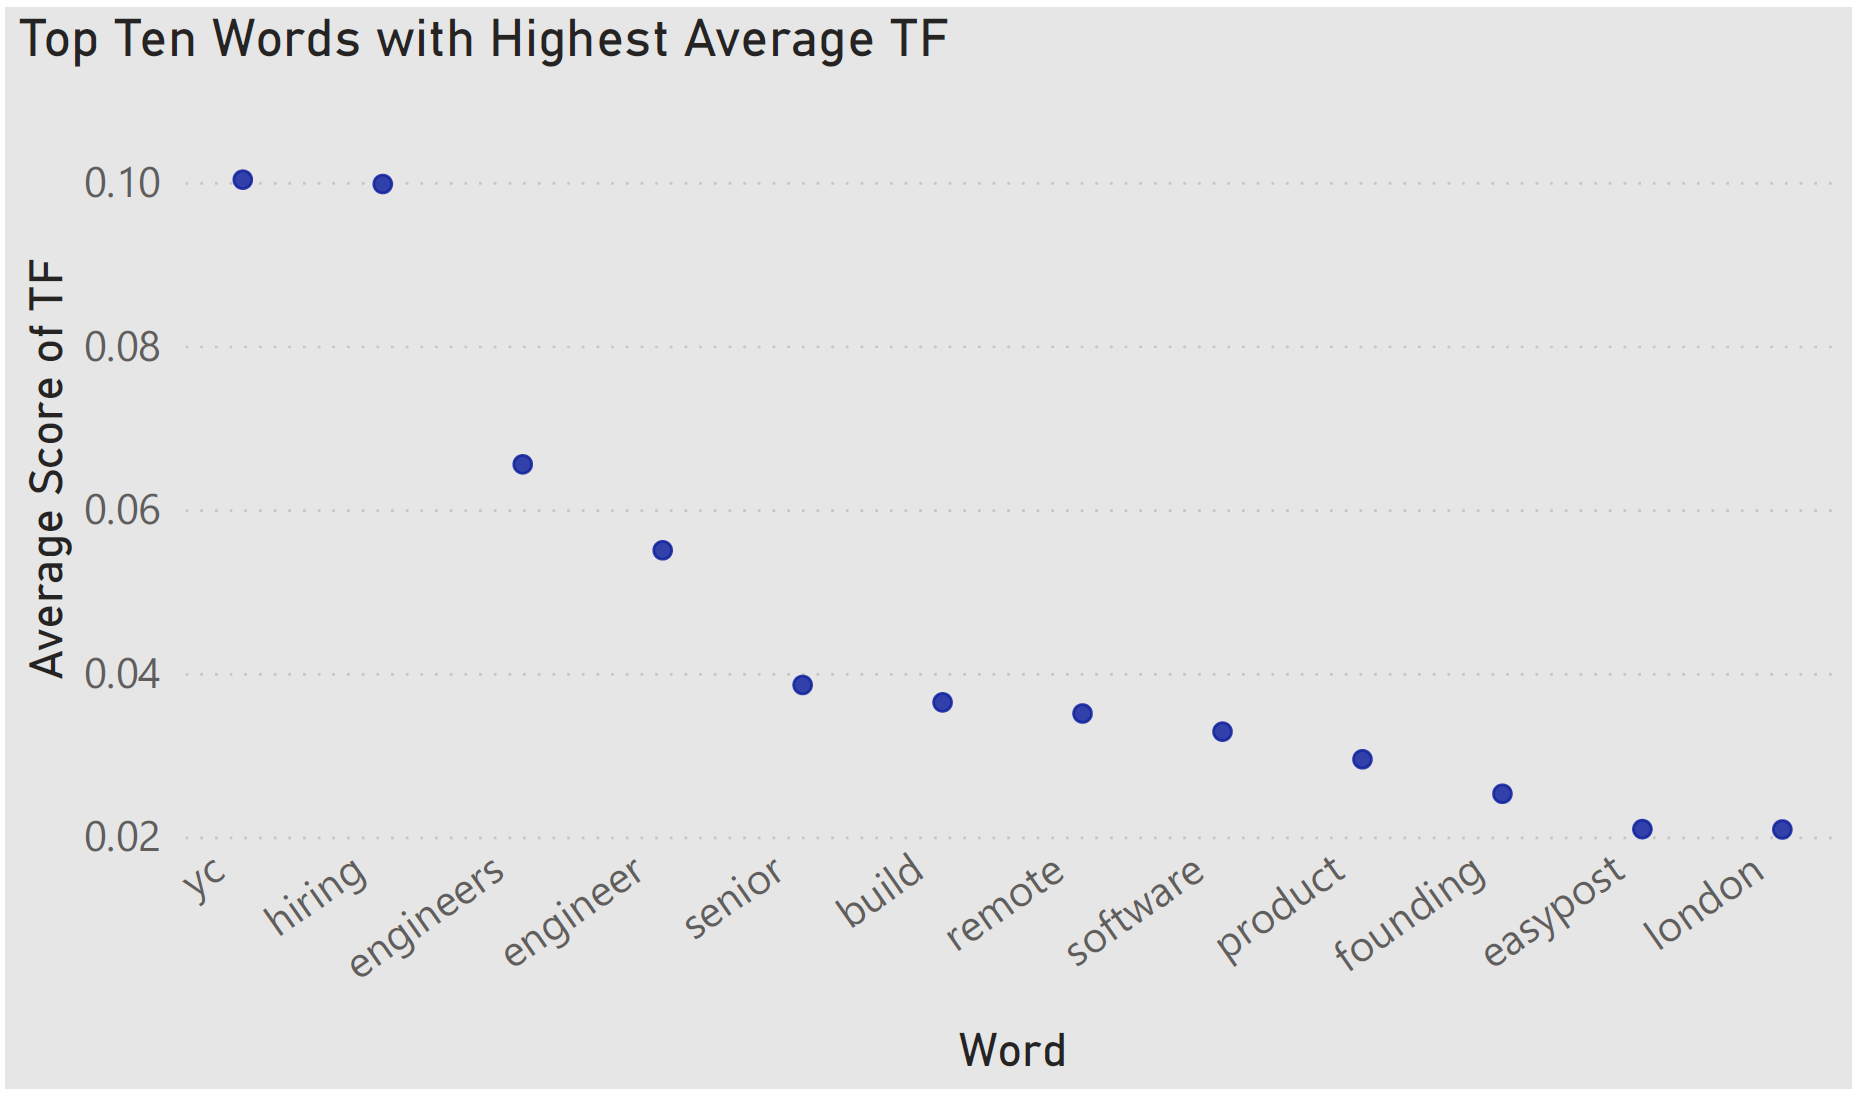 Top Ten Words with Highest Average TF
Average Score of TF
0.10
0.08
0.06
0.04
0.02
yc
hiring
engineers
engineer
senior
build
remote
software
product
founding
easypost
london
Word